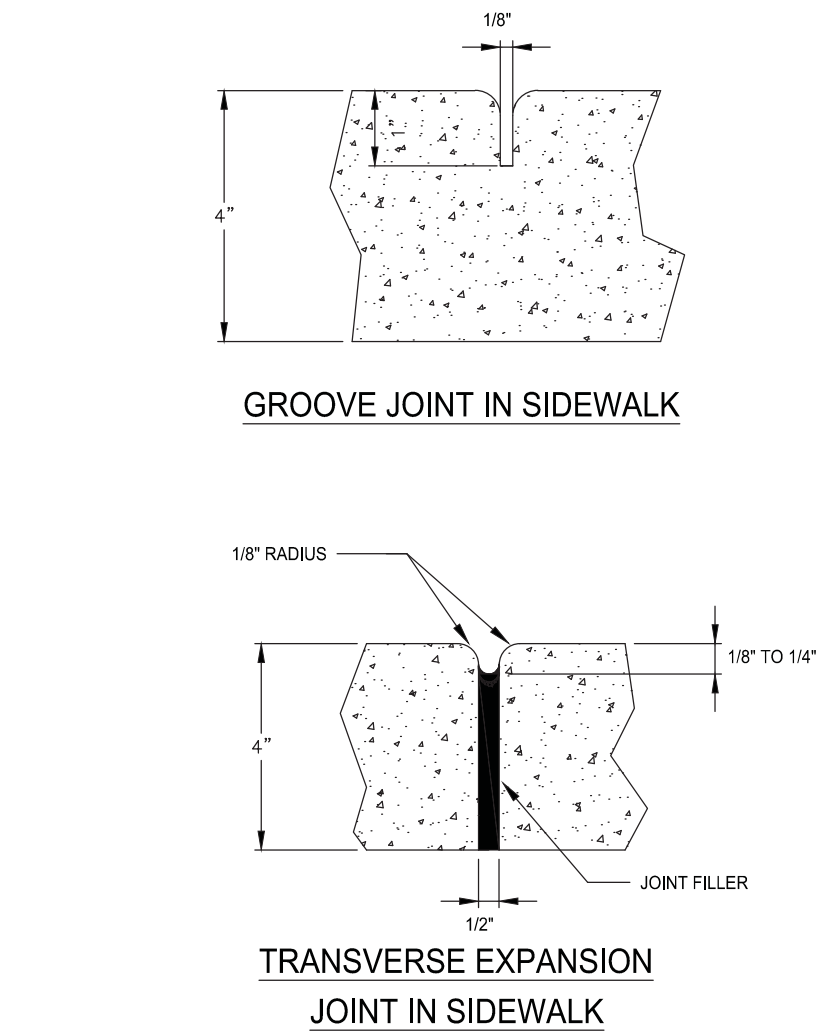 1/8"
1”
4”
GROOVE JOINT IN SIDEWALK
1/8" RADIUS
1/8" TO 1/4"
4”
JOINT FILLER
1/2"
TRANSVERSE EXPANSION
JOINT IN SIDEWALK